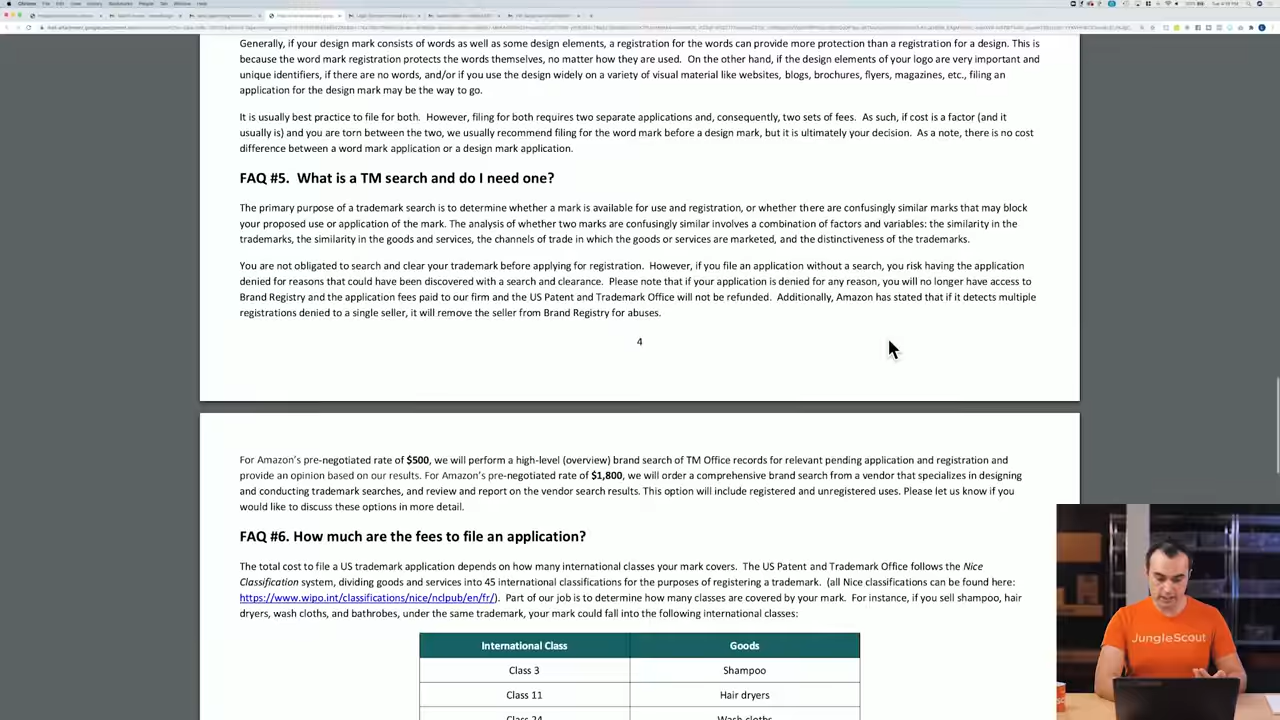 Generally, if your design mark consists of words as well as some design elements, a registration for the words can provide more protection than a registration for a design. This is
because the word mark registration protects the words themselves, no matter how they are used. On the other hand, if the design elements of your logo are very important and
unique identifiers, if there are no words, and/or if you use the design widely on a variety of visual material like websites, blogs, brochures, flyers, magazines, etc., filing an
application for the design mark may be the way to go.
It is usually best practice to file for both. However, filing for both requires two separate applications and, consequently, two sets of fees. As such, if cost is a factor (and it
usually is) and you are torn between the two, we usually recommend filing for the word mark before a design mark, but it is ultimately your decision. As a note, there is no cost
difference between a word mark application or a design mark application.
FAQ #5. What is a TM search and do I need one?
The primary purpose of a trademark search is to determine whether a mark is available for use and registration, or whether there are confusingly similar marks that may block
your proposed use or application of the mark. The analysis of whether two marks are confusingly similar involves a combination of factors and variables: the similarity in the
trademarks, the similarity in the goods and services, the channels of trade in which the goods or services are marketed, and the distinctiveness of the trademarks.
You are not obligated to search and clear your trademark before applying for registration. However, if you file an application without a search, you risk having the application
denied for reasons that could have been discovered with a search and clearance. Please note that if your application is denied for any reason, you will no longer have access to
Brand Registry and the application fees paid to our firm and the US Patent and Trademark Office will not be refunded. Additionally, Amazon has stated that if it detects multiple
registrations denied to a single seller, it will remove the seller from Brand Registry for abuses.
4
For Amazon's pre-negotiated rate of $500, we will perform a high-level (overview) brand search of TM Office records for relevant pending application and registration and
provide an opinion based on our results. For Amazon's pre-negotiated rate of $1,800, we will order a comprehensive brand search from a vendor that specializes in designing
and conducting trademark searches, and review and report on the vendor search results. This option will include registered and unregistered uses. Please let us know if you
would like to discuss these options in more detail.
FAQ #6. How much are the fees to file an application?
The total cost to file a US trademark application depends on how many international classes your mark covers. The US Patent and Trademark Office follows the Nice
Classification system, dividing goods and services into 45 international classifications for the purposes of registering a trademark. (all Nice classifications can be found here:
https://www.wipo.int/classifications/nice/nclpub/en/fr/). Part of our job is to determine how many classes are covered by your mark. For instance, if you sell shampoo, hair
dryers, wash cloths, and bathrobes, under the same trademark, your mark could fall into the following international classes:
International Class Goods
Class 3 Shampoo
Class 11 Hair dryers
Class 24 Wash cloths
JungleScout